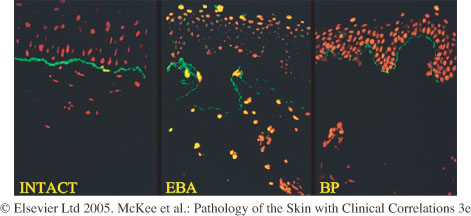 INTACT EBA BP
© Elsevier Ltd 2005. McKee et al.: Pathology of the Skin with Clinical Correlations 3e